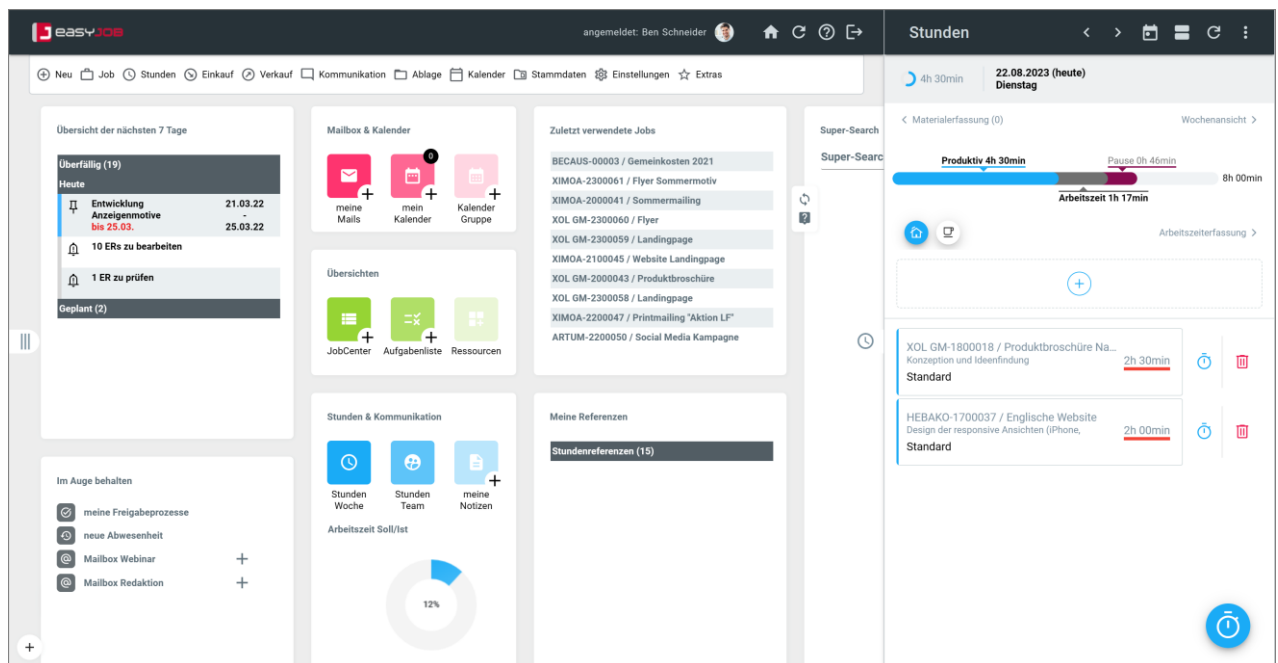 easyJOB
angemeldet: Ben Schneider
Neu Job Stunden Einkauf Verkauf Kommunikation Ablage Kalender Stammdaten Einstellungen Extras
Übersicht der nächsten 7 Tage
Überfällig (19)
Heute
Entwicklung 21.03.22
Anzeigenmotive -
bis 25.03. 25.03.22
10 ERs zu bearbeiten
1 ER zu prüfen
Geplant (2)
Im Auge behalten
meine Freigabeprozesse
neue Abwesenheit
Mailbox Webinar
Mailbox Redaktion
Mailbox & Kalender
0
meine
Mails
mein
Kalender
Kalender
Gruppe
Übersichten
JobCenter Aufgabenliste Ressourcen
Stunden & Kommunikation
Stunden
Woche
Stunden
Team
meine
Notizen
Arbeitszeit Soll/Ist
12%
Zuletzt verwendete Jobs
BECAUS-00003 / Gemeinkosten 2021
XIMOA-2300061 / Flyer Sommermotiv
XIMOA-2000041 / Sommermailing
XOL GM-2300060 / Flyer
XOL GM-2300059 / Landingpage
XIMOA-2100045 / Website Landingpage
XOL GM-2000043 / Produktbroschüre
XOL GM-2300058 / Landingpage
XIMOA-2200047 / Printmailing "Aktion LF"
ARTUM-2200050 / Social Media Kampagne
Meine Referenzen
Stundenreferenzen (15)
Super-Search
Super-Searc
Stunden
4h 30min
22.08.2023 (heute)
Dienstag
Materialerfassung (0) Wochenansicht
Produktiv 4h 30min Pause 0h 46min
8h 00min
Arbeitszeit 1h 17min
Arbeitszeiterfassung
XOL GM-1800018 / Produktbroschüre Na...
Konzeption und Ideenfindung
2h 30min
Standard
HEBAKO-1700037 / Englische Website
Design der responsive Ansichten (iPhone,
2h 00min
Standard